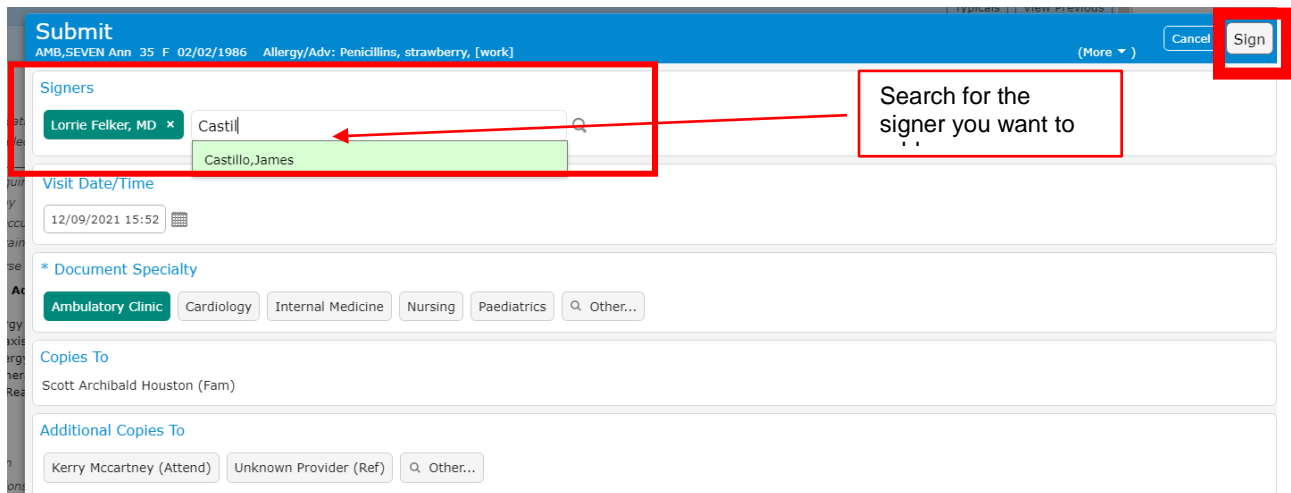 Typicals View Previous
Submit
AMB,SEVEN Ann 35 F 02/02/1986 Allergy/Adv: Penicillins, strawberry, [work]
(More ▾ )
Cancel
Sign
Signers
Lorrie Felker, MD ×
Castil
Castillo,James
Search for the
signer you want to
Visit Date/Time
12/09/2021 15:52
* Document Specialty
Ambulatory Clinic Cardiology Internal Medicine Nursing Paediatrics Other...
Copies To
Scott Archibald Houston (Fam)
Additional Copies To
Kerry Mccartney (Attend) Unknown Provider (Ref) Other...